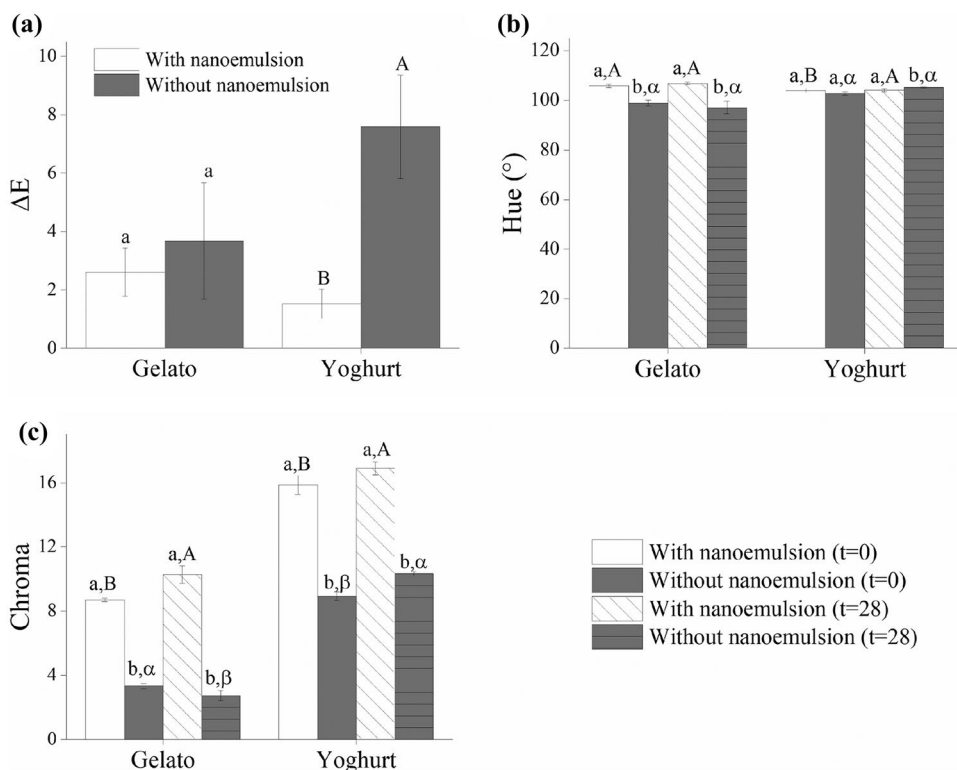 (a)
10
8
6
4
2
0
ΔE
With nanoemulsion
Without nanoemulsion
a
a
B
A
Gelato
Yoghurt
(b)
120
100
80
60
40
20
0
Hue (°)
a,A
b,α
a,A
b,α
a,B
a,α
a,A
b,α
Gelato
Yoghurt
(c)
16
12
8
4
0
Chroma
a,B
b,α
a,A
b,β
a,B
b,β
a,A
b,α
Gelato
Yoghurt
With nanoemulsion (t=0)
Without nanoemulsion (t=0)
With nanoemulsion (t=28)
Without nanoemulsion (t=28)